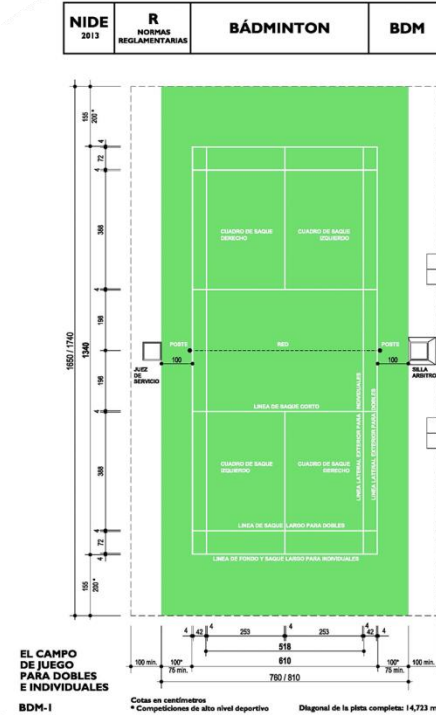 NIDE
2013
R
NORMAS
REGLAMENTARIAS
BÁDMINTON
BDM
155
200*
4
72
4
388
198
1650 / 1740
1340
198
388
4
72
4
155
200*
CUADRO DE SAQUE
DERECHO
CUADRO DE SAQUE
IZQUIERDO
POSTE
RED
POSTE
100
100
JUEZ
DE
SERVICIO
SILLA
ARBITRO
LINEA DE SAQUE CORTO
LINEA LATERAL EXTERIOR PARA INDIVIDUALES
LINEA LATERAL EXTERIOR PARA DOBLES
CUADRO DE SAQUE
IZQUIERDO
CUADRO DE SAQUE
DERECHO
LINEA DE SAQUE LARGO PARA DOBLES
LINEA DE FONDO Y SAQUE LARGO PARA INDIVIDUALES
4
42
4
253
4
253
4
42
4
518
100 min.
100*
75 min.
610
100*
75 min.
100 min.
760 / 810
EL CAMPO
DE JUEGO
PARA DOBLES
E INDIVIDUALES
BDM-1
Cotas en centímetros
* Competiciones de alto nivel deportivo
Diagonal de la pista completa: 14,723 m